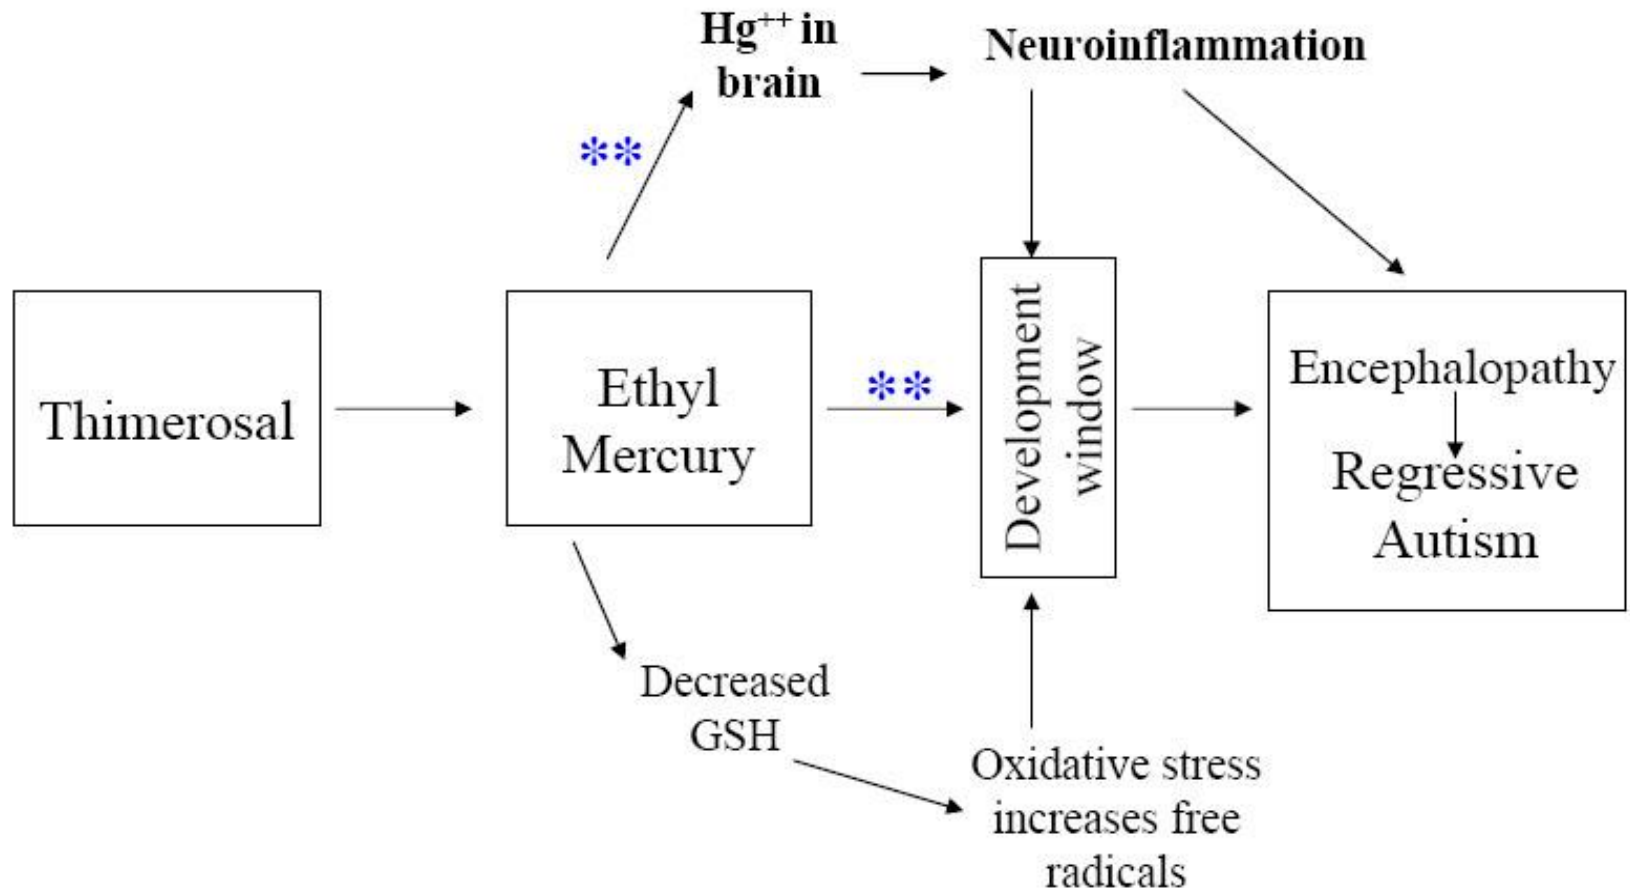 Hg⁺⁺ in
brain
Neuroinflammation
**
Thimerosal
Ethyl
Mercury
**
Development
window
Encephalopathy
Regressive
Autism
Decreased
GSH
Oxidative stress
increases free
radicals